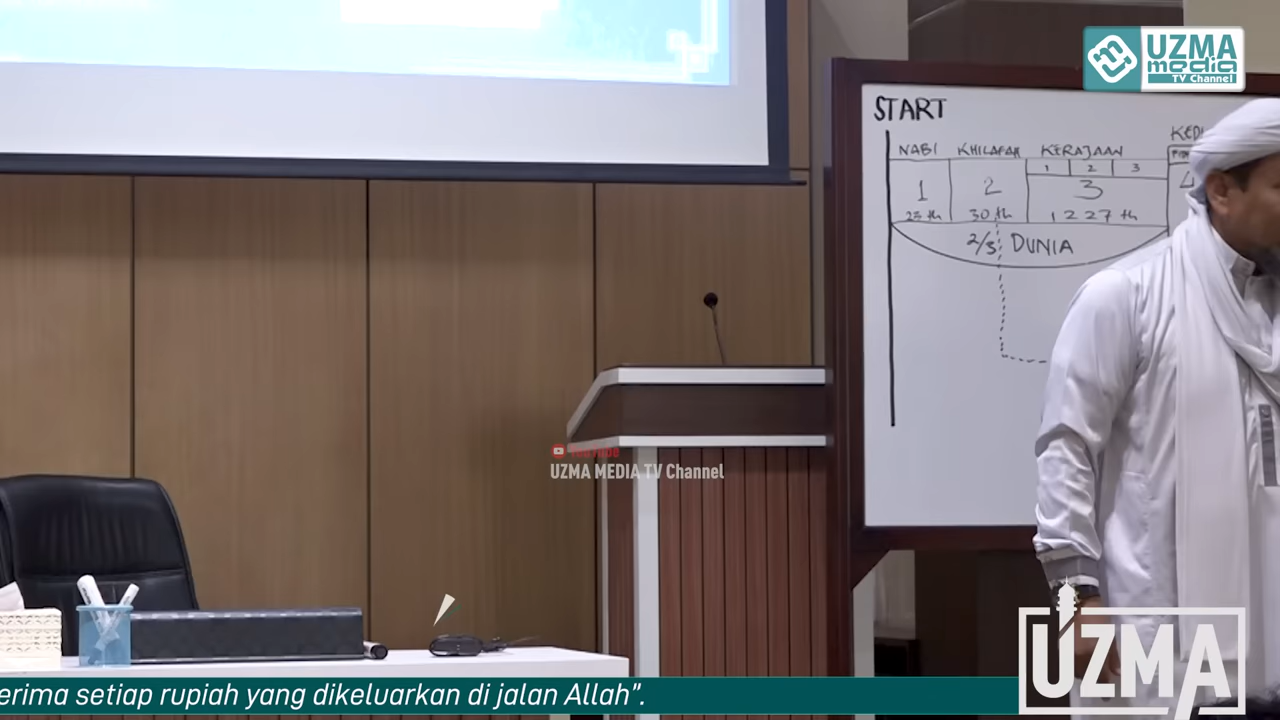 UZMA
media
TV Channel
START
NABI KHILAFAH KERAJAAN
1 2 3
1 2 3
23 th 30 th 1227 th
2/3 DUNIA
YouTube
UZMA MEDIA TV Channel
UZMA
erima setiap rupiah yang dikeluarkan di jalan Allah".